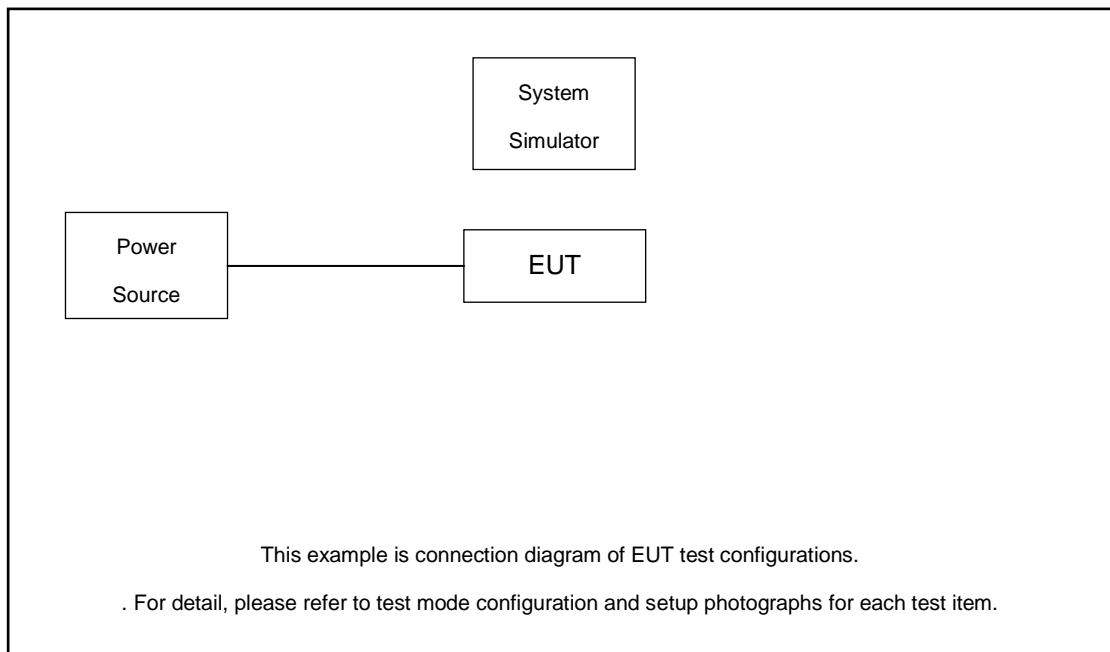 System
Simulator
Power
Source
EUT
This example is connection diagram of EUT test configurations.
. For detail, please refer to test mode configuration and setup photographs for each test item.